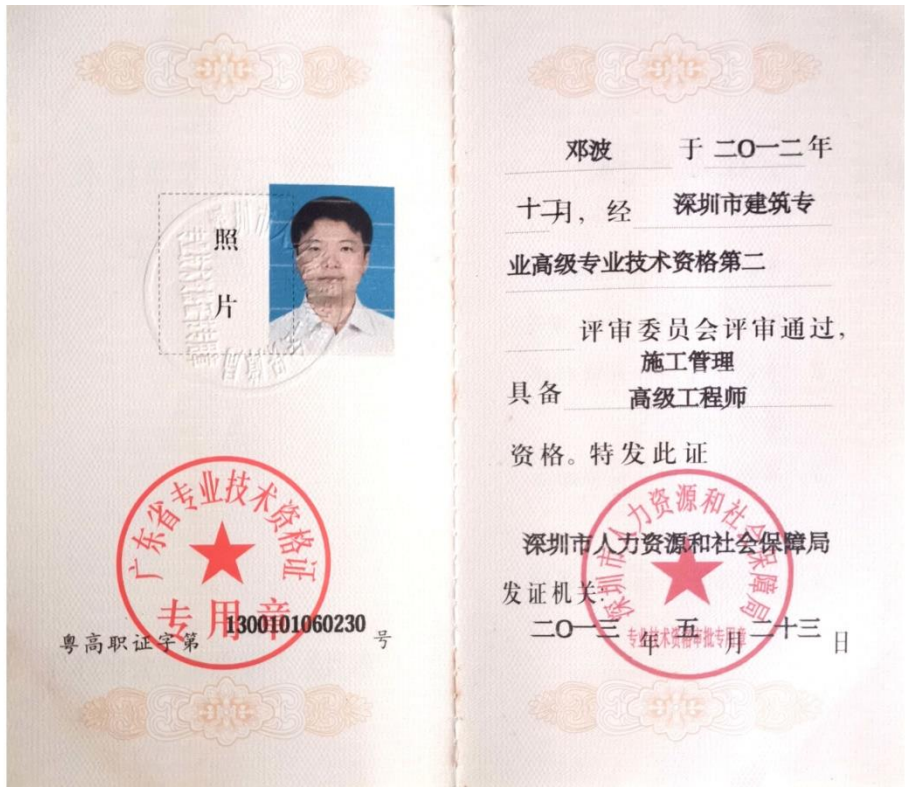 照
片
广东省专业技术资格证
专用章
粤高职证字第 1300101060230 号
邓波 于 二O一二 年
十二月, 经 深圳市建筑专
业高级专业技术资格第二
评审委员会评审通过,
施工管理
具备 高级工程师
资格。特发此证
深圳市人力资源和社会保障局
深圳市人力资源和社会保障局
发证机关:
二O一三 年 五 月 二十三 日
专业技术资格审批专用章